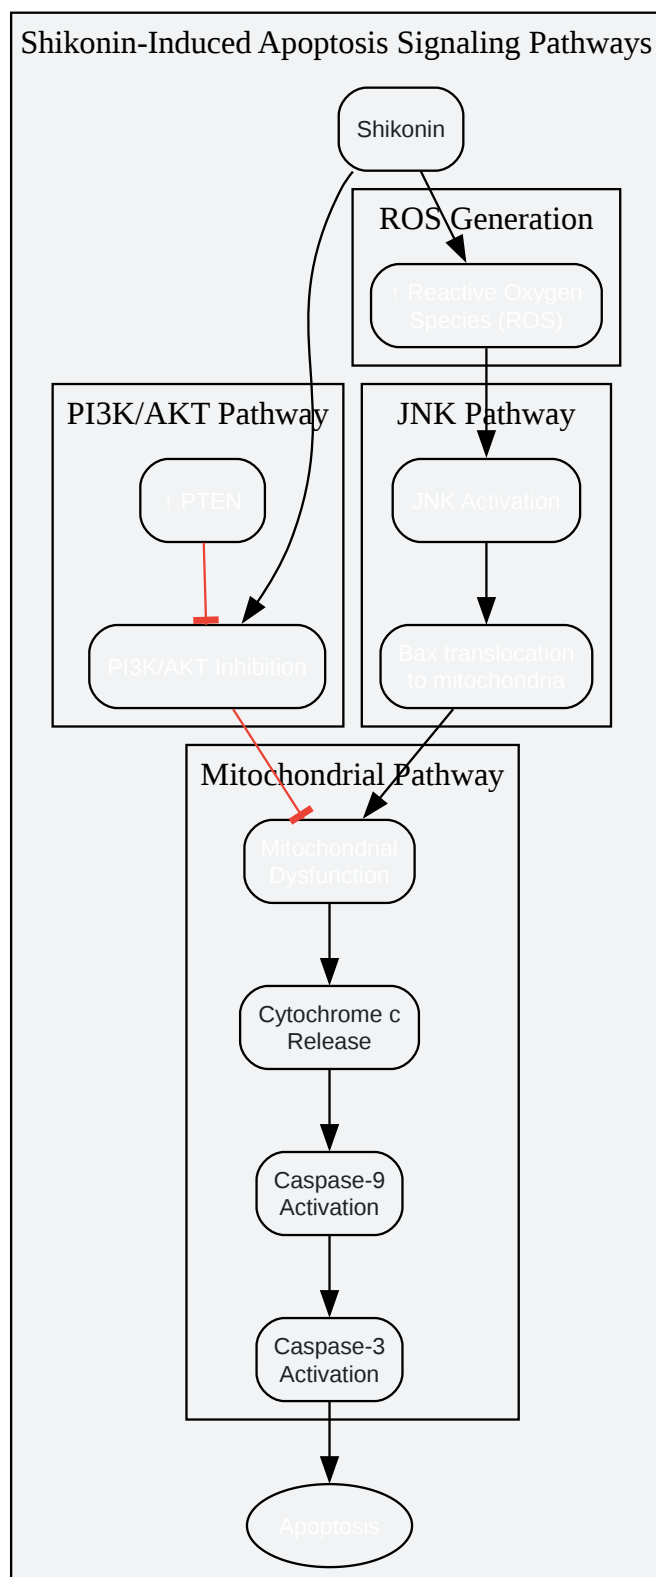 Shikonin-Induced Apoptosis Signaling Pathways
Shikonin
ROS Generation
↑ Reactive Oxygen
Species (ROS)
PI3K/AKT Pathway
↑ PTEN
PI3K/AKT Inhibition
JNK Pathway
JNK Activation
Bax translocation
to mitochondria
Mitochondrial Pathway
Mitochondrial
Dysfunction
Cytochrome c
Release
Caspase-9
Activation
Caspase-3
Activation
Apoptosis